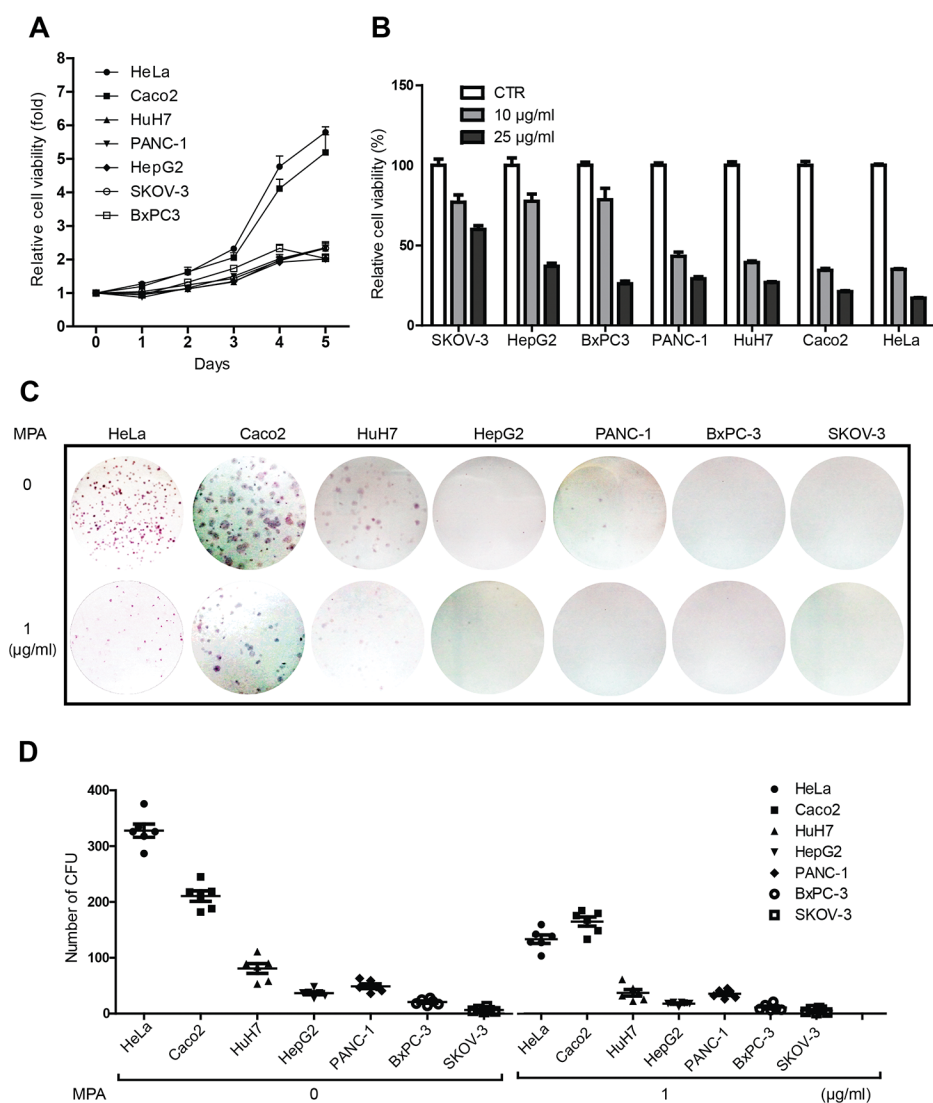 A
Relative cell viability (fold)
8
7
6
5
4
3
2
1
0
HeLa
Caco2
HuH7
PANC-1
HepG2
SKOV-3
BxPC3
0 1 2 3 4 5
Days
B
Relative cell viability (%)
150
100
50
0
CTR
10 µg/ml
25 µg/ml
SKOV-3 HepG2 BxPC3 PANC-1 HuH7 Caco2 HeLa
C
MPA HeLa Caco2 HuH7 HepG2 PANC-1 BxPC-3 SKOV-3
0
1
(µg/ml)
D
Number of CFU
400
300
200
100
0
HeLa
Caco2
HuH7
HepG2
PANC-1
BxPC-3
SKOV-3
HeLa Caco2 HuH7 HepG2 PANC-1 BxPC-3 SKOV-3 HeLa Caco2 HuH7 HepG2 PANC-1 BxPC-3 SKOV-3
MPA 0 1 (µg/ml)